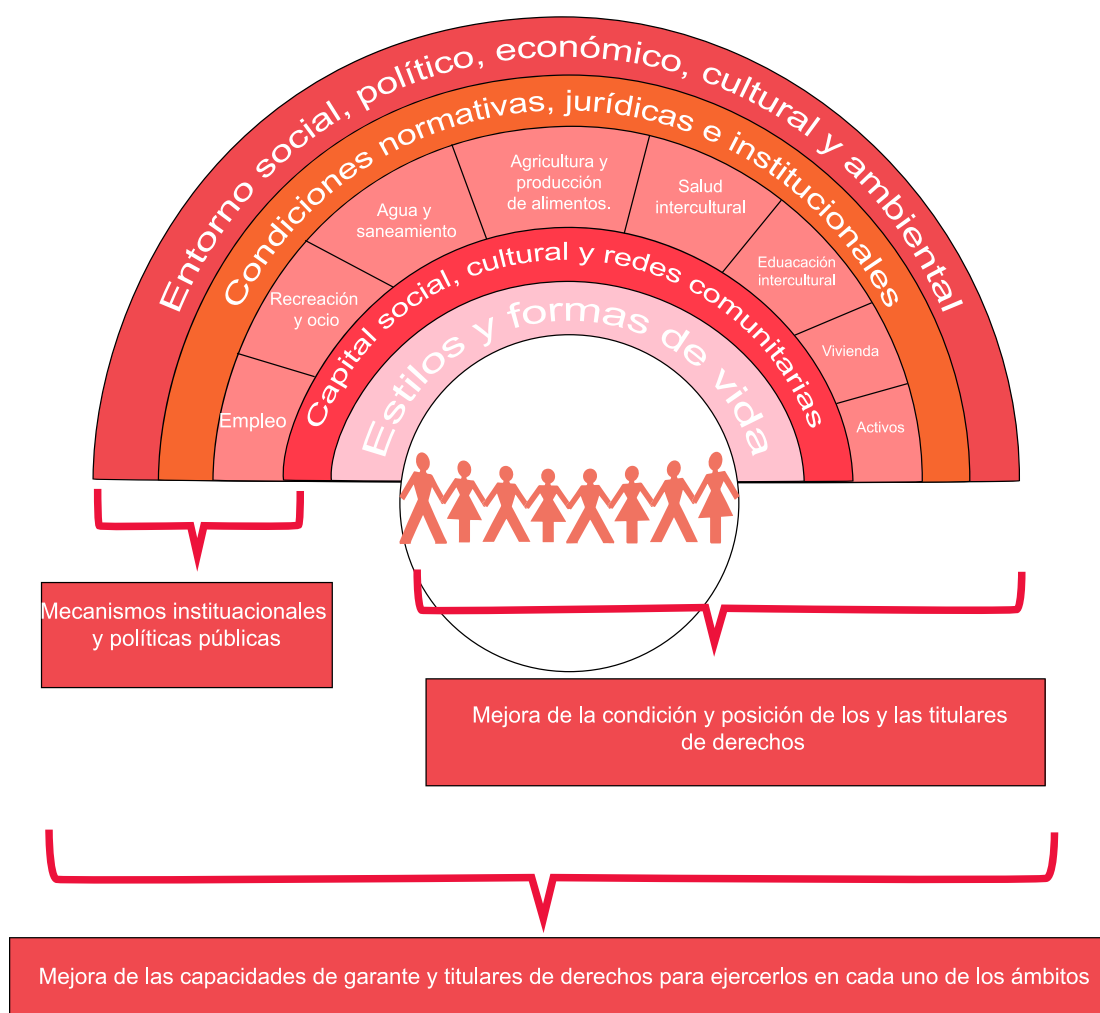 Entorno social, político, económico, cultural y ambiental
Condiciones normativas, jurídicas e institucionales
Empleo
Recreación
y ocio
Agua y
saneamiento
Agricultura y
producción
de alimentos.
Salud
intercultural
Eduacación
intercultural
Vivienda
Activos
Capital social, cultural y redes comunitarias
Estilos y formas de vida
Mecanismos instituacionales
y políticas públicas
Mejora de la condición y posición de los y las titulares
de derechos
Mejora de las capacidades de garante y titulares de derechos para ejercerlos en cada uno de los ámbitos